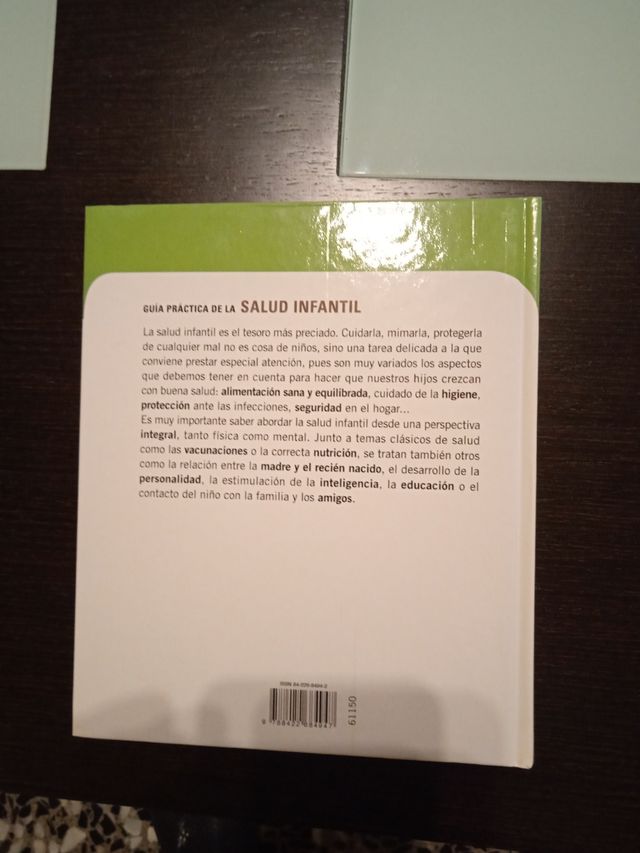 GUÍA PRÁCTICA DE LA SALUD INFANTIL
La salud infantil es el tesoro más preciado. Cuidarla, mimarla, protegerla
de cualquier mal no es cosa de niños, sino una tarea delicada a la que
conviene prestar especial atención, pues son muy variados los aspectos
que debemos tener en cuenta para hacer que nuestros hijos crezcan
con buena salud: alimentación sana y equilibrada, cuidado de la higiene,
protección ante las infecciones, seguridad en el hogar...
Es muy importante saber abordar la salud infantil desde una perspectiva
integral, tanto física como mental. Junto a temas clásicos de salud
como las vacunaciones o la correcta nutrición, se tratan también otros
como la relación entre la madre y el recién nacido, el desarrollo de la
personalidad, la estimulación de la inteligencia, la educación o el
contacto del niño con la familia y los amigos.
ISBN
61150